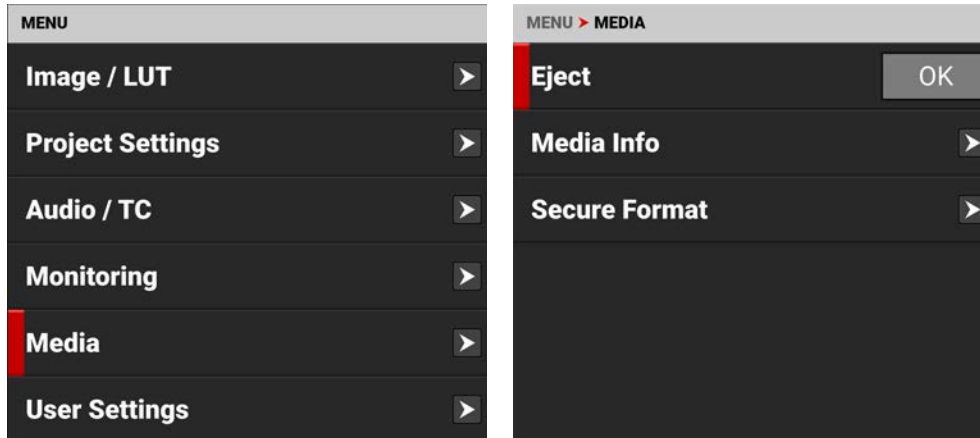 MENU
Image / LUT
Project Settings
Audio / TC
Monitoring
Media
User Settings
MENU > MEDIA
Eject OK
Media Info
Secure Format